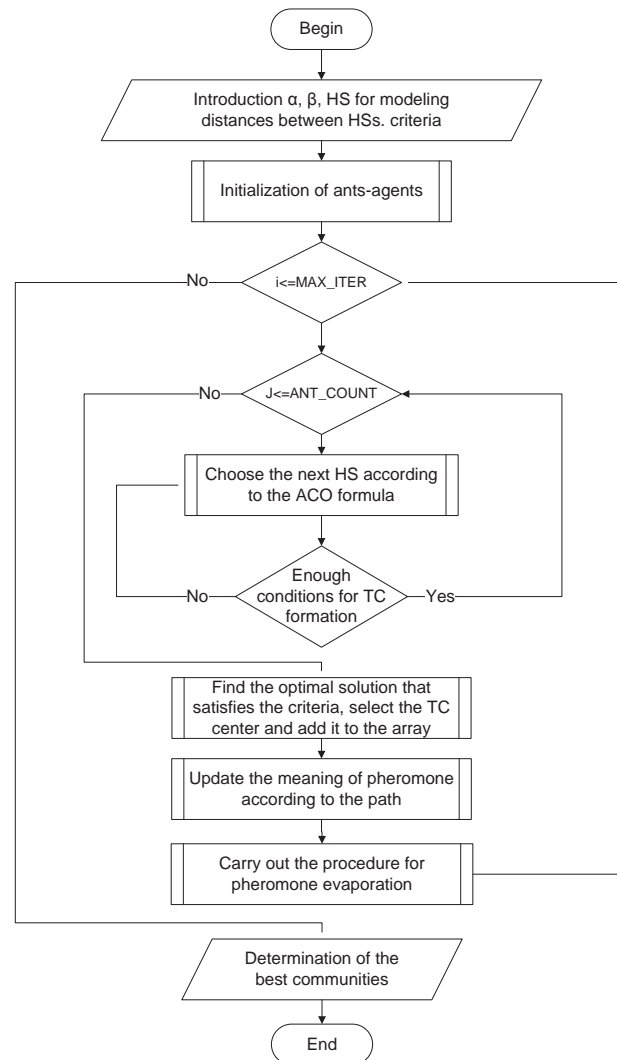 Begin
Introduction α, β, HS for modeling
distances between HSs. criteria
Initialization of ants-agents
No
i<=MAX_ITER
No
J<=ANT_COUNT
Choose the next HS according
to the ACO formula
Enough
conditions for TC
formation
No
Yes
Find the optimal solution that
satisfies the criteria, select the TC
center and add it to the array
Update the meaning of pheromone
according to the path
Carry out the procedure for
pheromone evaporation
Determination of the
best communities
End